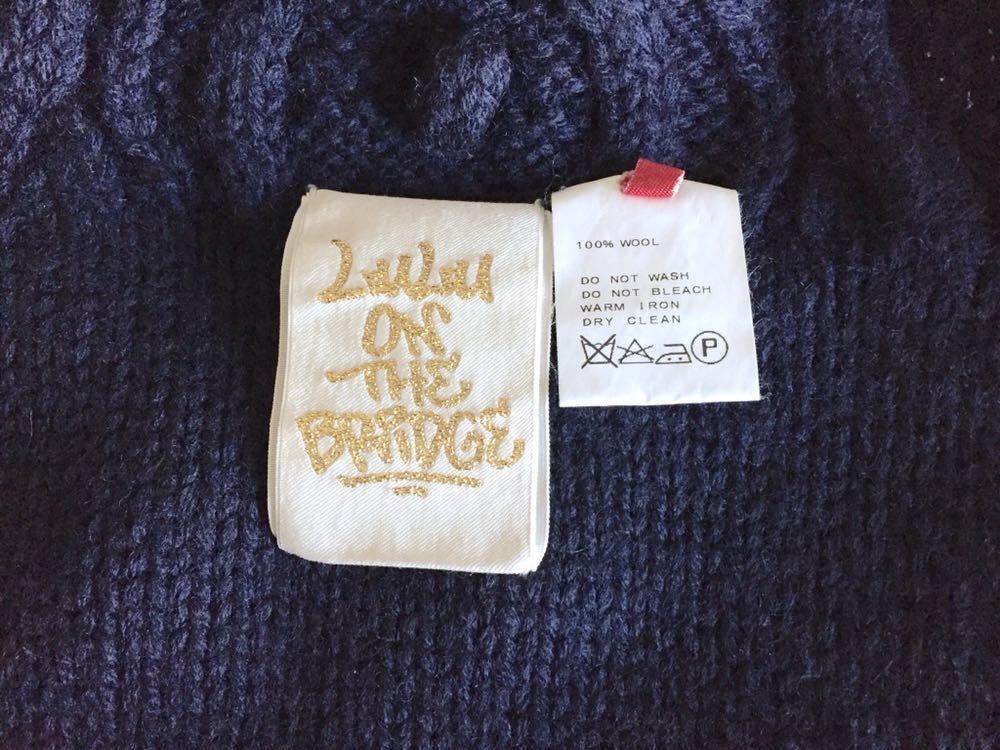 LuLu
ON
THE
BRIDGE
100% WOOL
DO NOT WASH
DO NOT BLEACH
WARM IRON
DRY CLEAN
P